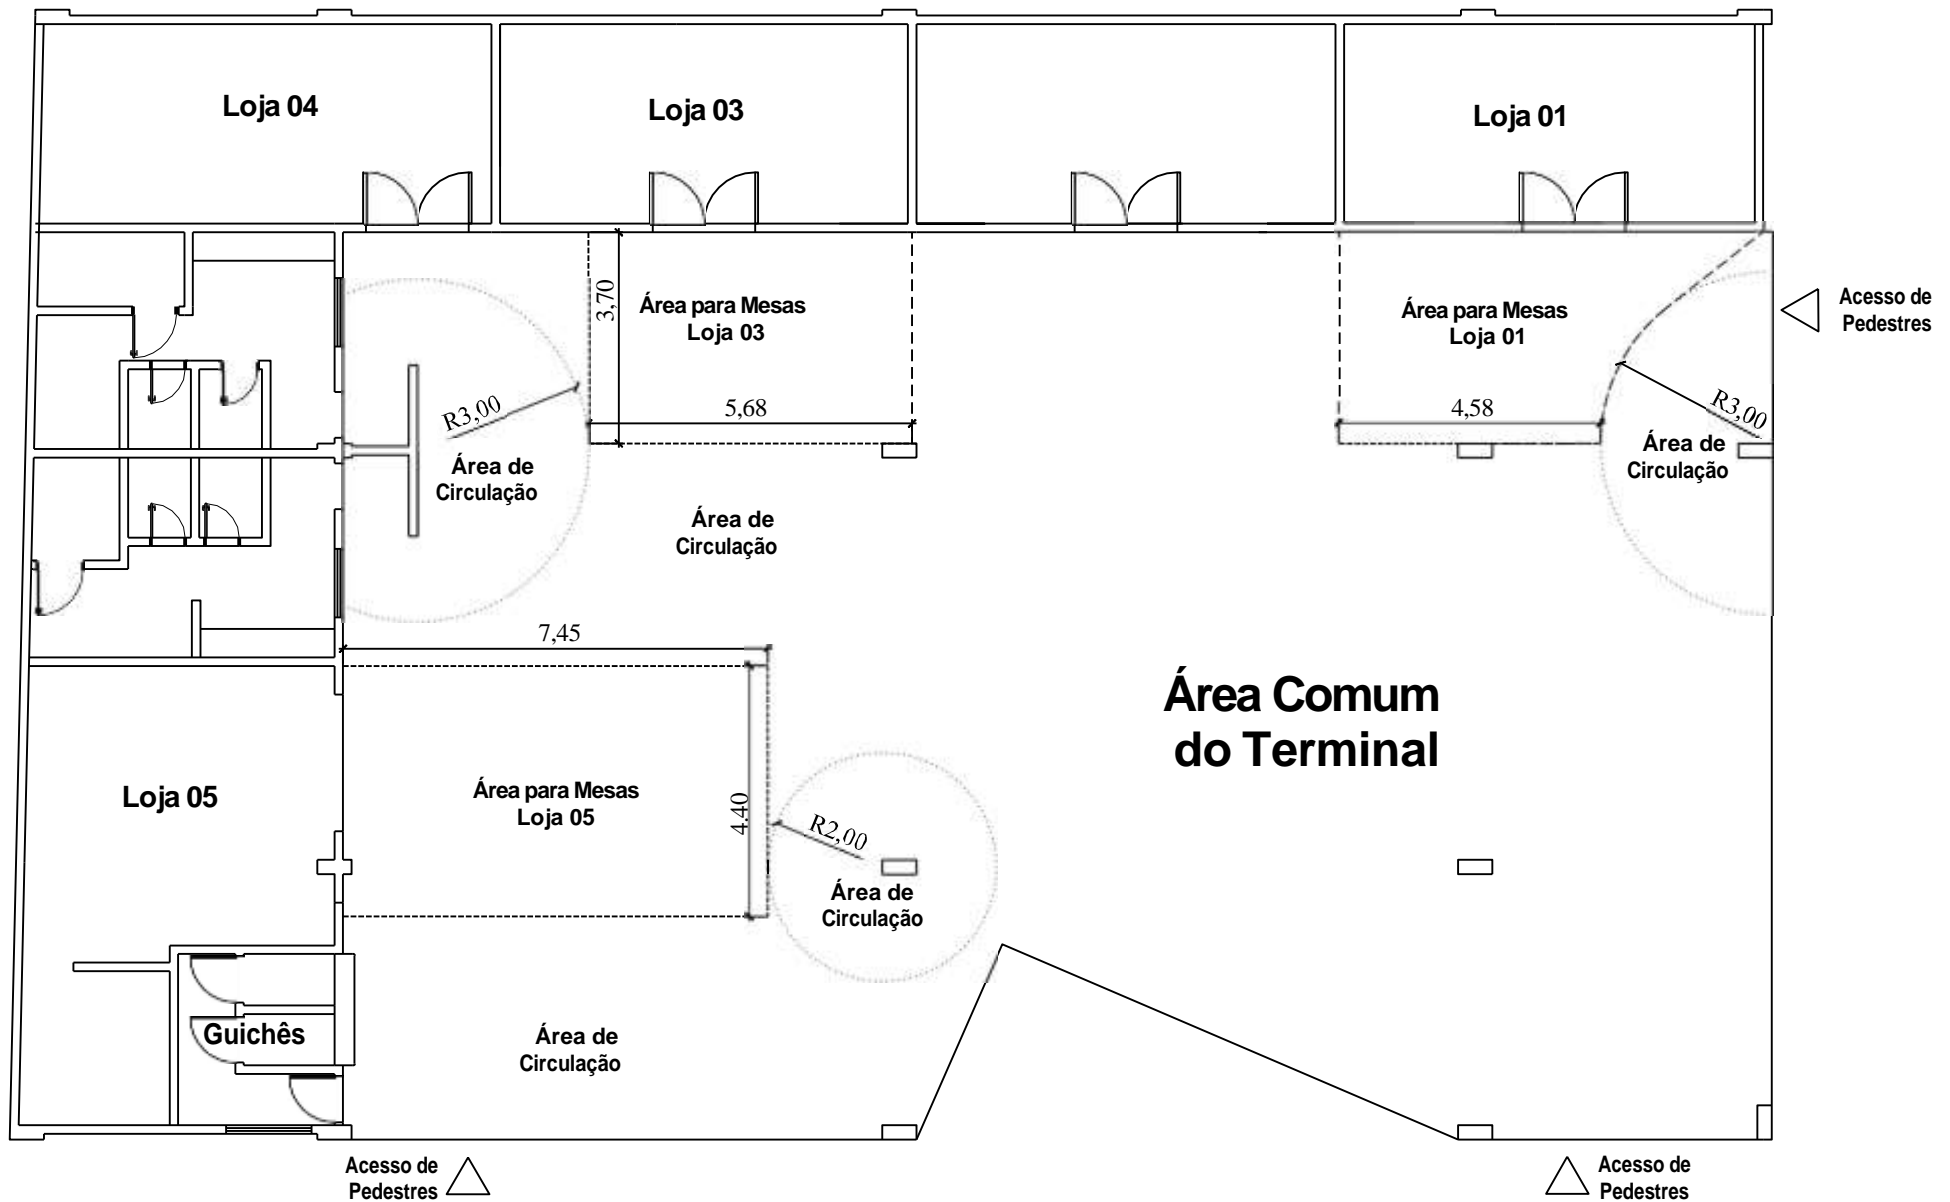 Loja 04
Loja 03
Loja 01
3,70
Área para Mesas
Loja 03
5,68
Área para Mesas
Loja 01
4,58
Acesso de
Pedestres
R3,00
R3,00
Área de
Circulação
Área de
Circulação
Área de
Circulação
7,45
Área Comum
do Terminal
Loja 05
Área para Mesas
Loja 05
4.40
R2,00
Área de
Circulação
Guichês
Área de
Circulação
Acesso de
Pedestres
Acesso de
Pedestres